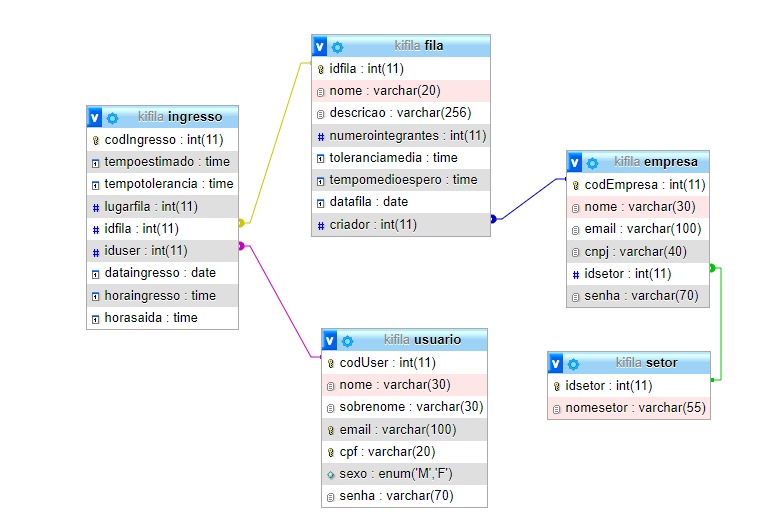 kifila fila
idfila : int(11)
nome : varchar(20)
descricao : varchar(256)
numerointegrantes : int(11)
toleranciamedia : time
tempomedioespero : time
datafila : date
criador : int(11)
kifila ingresso
codIngresso : int(11)
tempoestimado : time
tempotolerancia : time
lugarfila : int(11)
idfila : int(11)
iduser : int(11)
dataingresso : date
horaingresso : time
horasaida : time
kifila empresa
codEmpresa : int(11)
nome : varchar(30)
email : varchar(100)
cnpj : varchar(40)
idsetor : int(11)
senha : varchar(70)
kifila usuario
codUser : int(11)
nome : varchar(30)
sobrenome : varchar(30)
email : varchar(100)
cpf : varchar(20)
sexo : enum('M','F')
senha : varchar(70)
kifila setor
idsetor : int(11)
nomesetor : varchar(55)